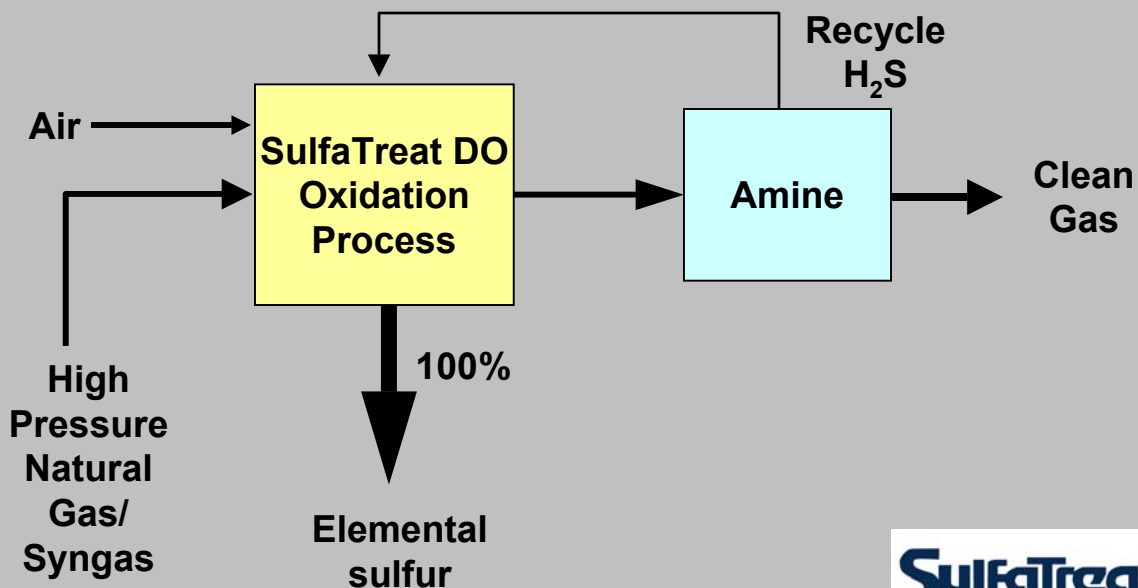 Recycle
H₂S
Air
SulfaTreat DO
Oxidation
Process
Amine
Clean
Gas
100%
High
Pressure
Natural
Gas/
Syngas
Elemental
sulfur